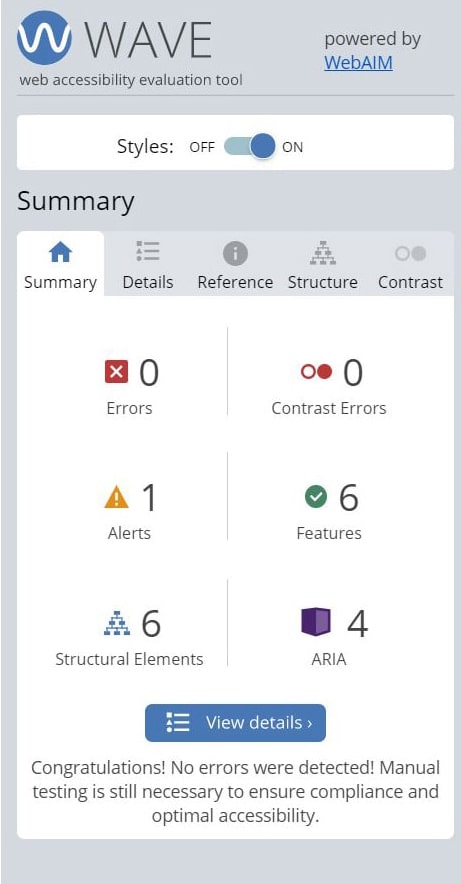 WAVE
web accessibility evaluation tool
powered by
WebAIM
Styles: OFF ON
Summary
Summary Details Reference Structure Contrast
0
Errors
0
Contrast Errors
1
Alerts
6
Features
6
Structural Elements
4
ARIA
View details ›
Congratulations! No errors were detected! Manual
testing is still necessary to ensure compliance and
optimal accessibility.